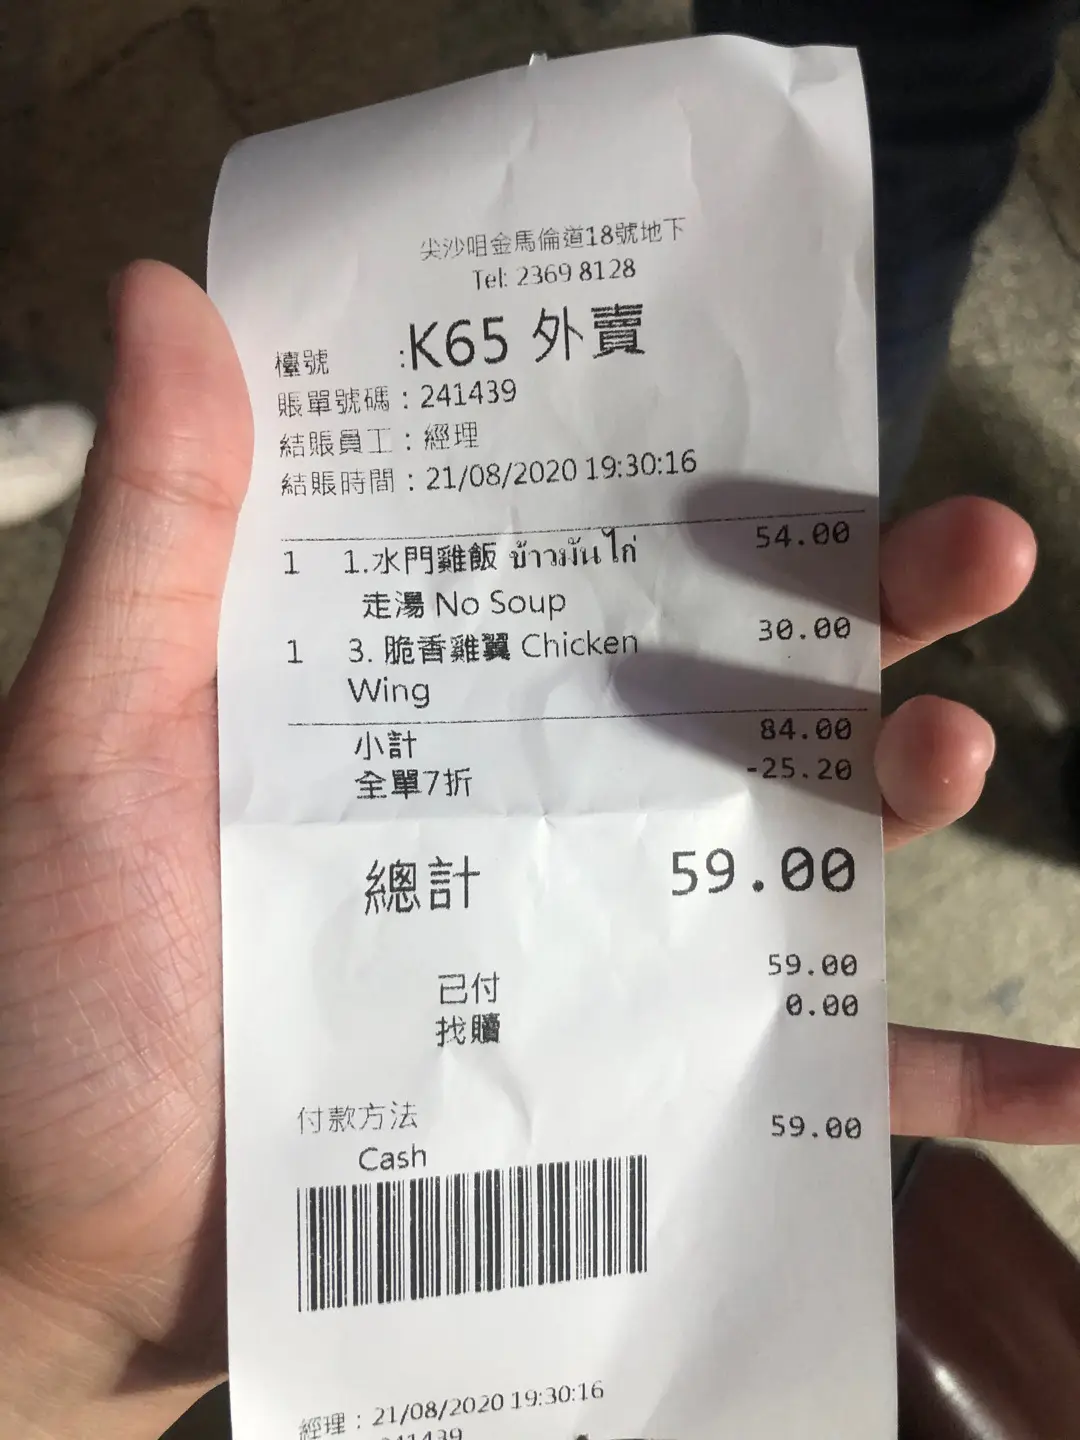 尖沙咀金馬倫道18號地下
Tel: 2369 8128
檯號 :K65 外賣
賬單號碼 : 241439
結賬員工 : 經理
結賬時間 : 21/08/2020 19:30:16
1 1.水門雞飯 ข้าวมันไก่ 54.00
走湯 No Soup
1 3. 脆香雞翼 Chicken 30.00
Wing
小計 84.00
全單7折 -25.20
總計 59.00
已付 59.00
找贖 0.00
付款方法
Cash 59.00
經理 : 21/08/2020 19:30:16
241439